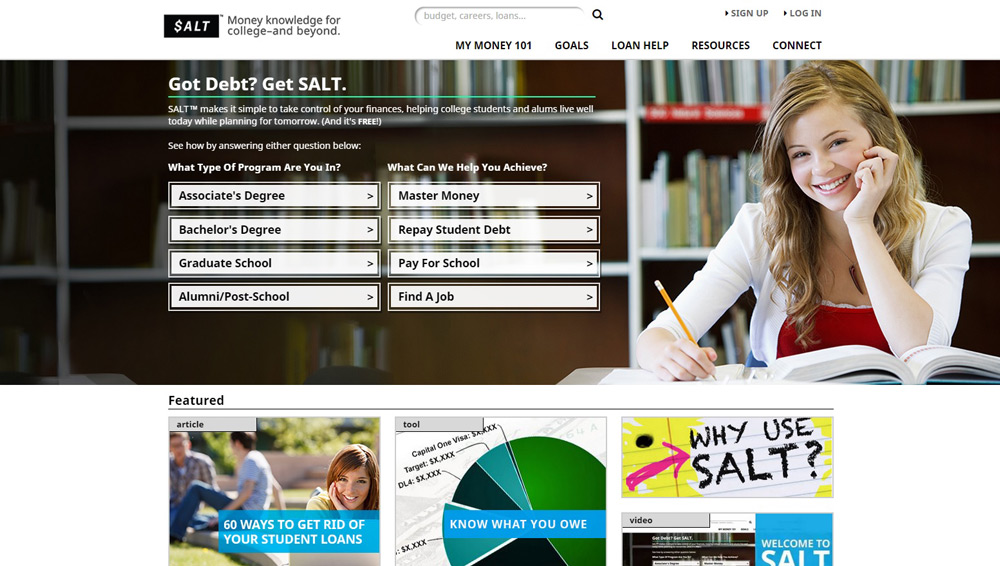 $ALT™ Money knowledge for
college–and beyond.
budget, careers, loans...
SIGN UP LOG IN
MY MONEY 101 GOALS LOAN HELP RESOURCES CONNECT
Got Debt? Get SALT.
SALT™ makes it simple to take control of your finances, helping college students and alums live well
today while planning for tomorrow. (And it's FREE!)
See how by answering either question below:
What Type Of Program Are You In? What Can We Help You Achieve?
Associate's Degree > Master Money >
Bachelor's Degree > Repay Student Debt >
Graduate School > Pay For School >
Alumni/Post-School > Find A Job >
Featured
article
60 WAYS TO GET RID OF
YOUR STUDENT LOANS
tool
Capital One Visa: $X,XXX
Target: $X,XXX
DL4: $X,XXX
: $X,XXX
KNOW WHAT YOU OWE
WHY USE
SALT?
video
Got Debt? Get SALT.
WELCOME TO
SALT